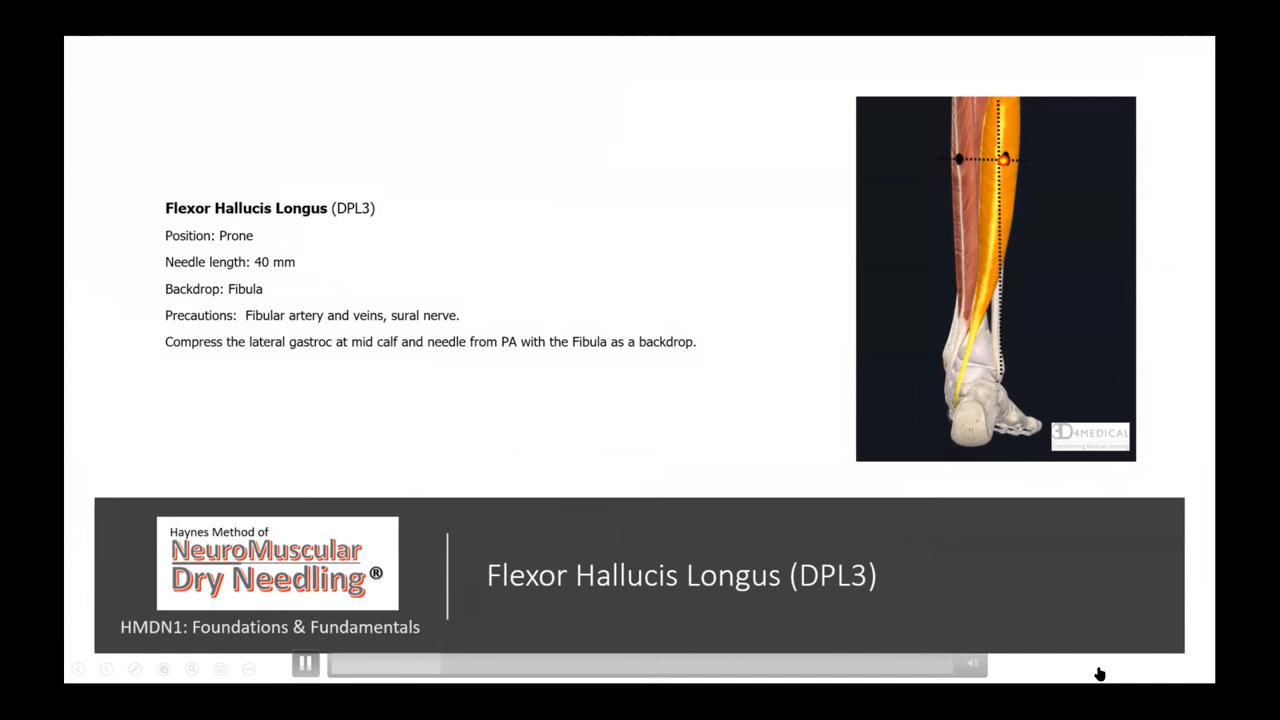 Flexor Hallucis Longus (DPL3)
Position: Prone
Needle length: 40 mm
Backdrop: Fibula
Precautions:  Fibular artery and veins, sural nerve.
Compress the lateral gastroc at mid calf and needle from PA with the Fibula as a backdrop.
3D4MEDICAL
Haynes Method of
NeuroMuscular
Dry Needling®
HMDN1: Foundations & Fundamentals
Flexor Hallucis Longus (DPL3)